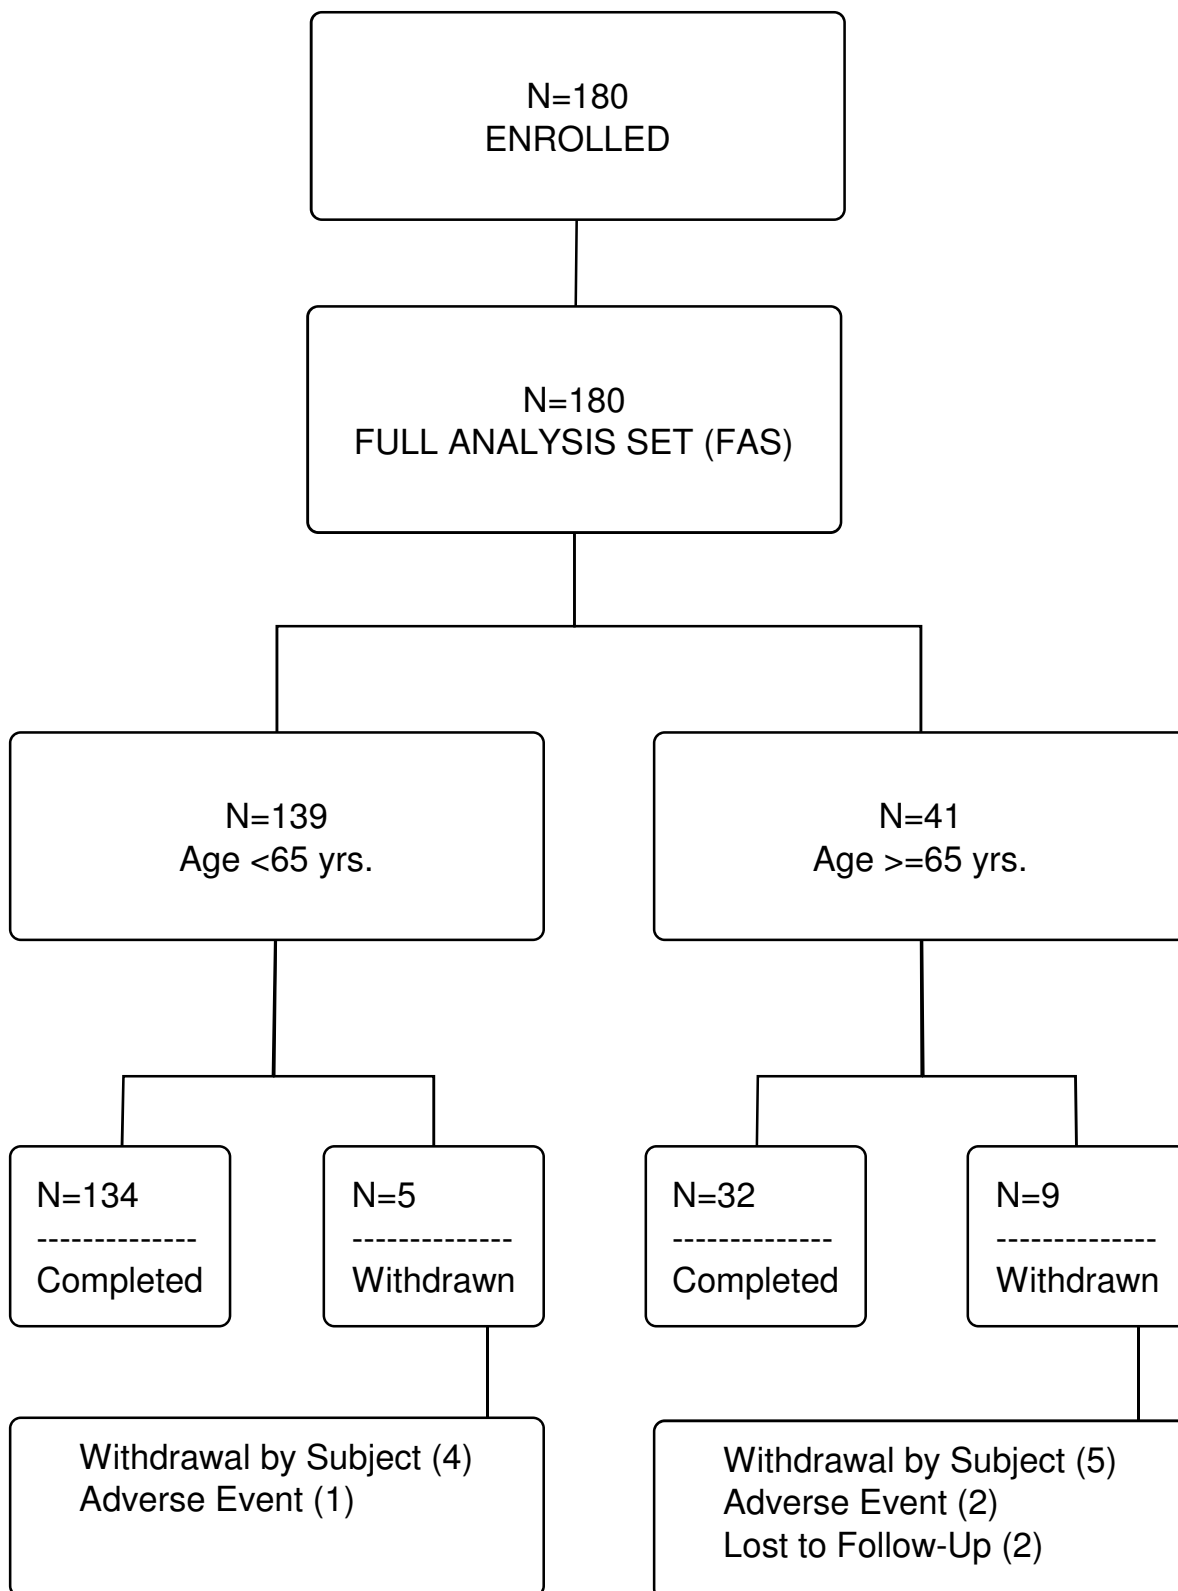 N=180
ENROLLED
N=180
FULL ANALYSIS SET (FAS)
N=139
Age <65 yrs.
N=41
Age >=65 yrs.
N=134
--------------
Completed
N=5
--------------
Withdrawn
N=32
--------------
Completed
N=9
--------------
Withdrawn
Withdrawal by Subject (4)
Adverse Event (1)
Withdrawal by Subject (5)
Adverse Event (2)
Lost to Follow-Up (2)